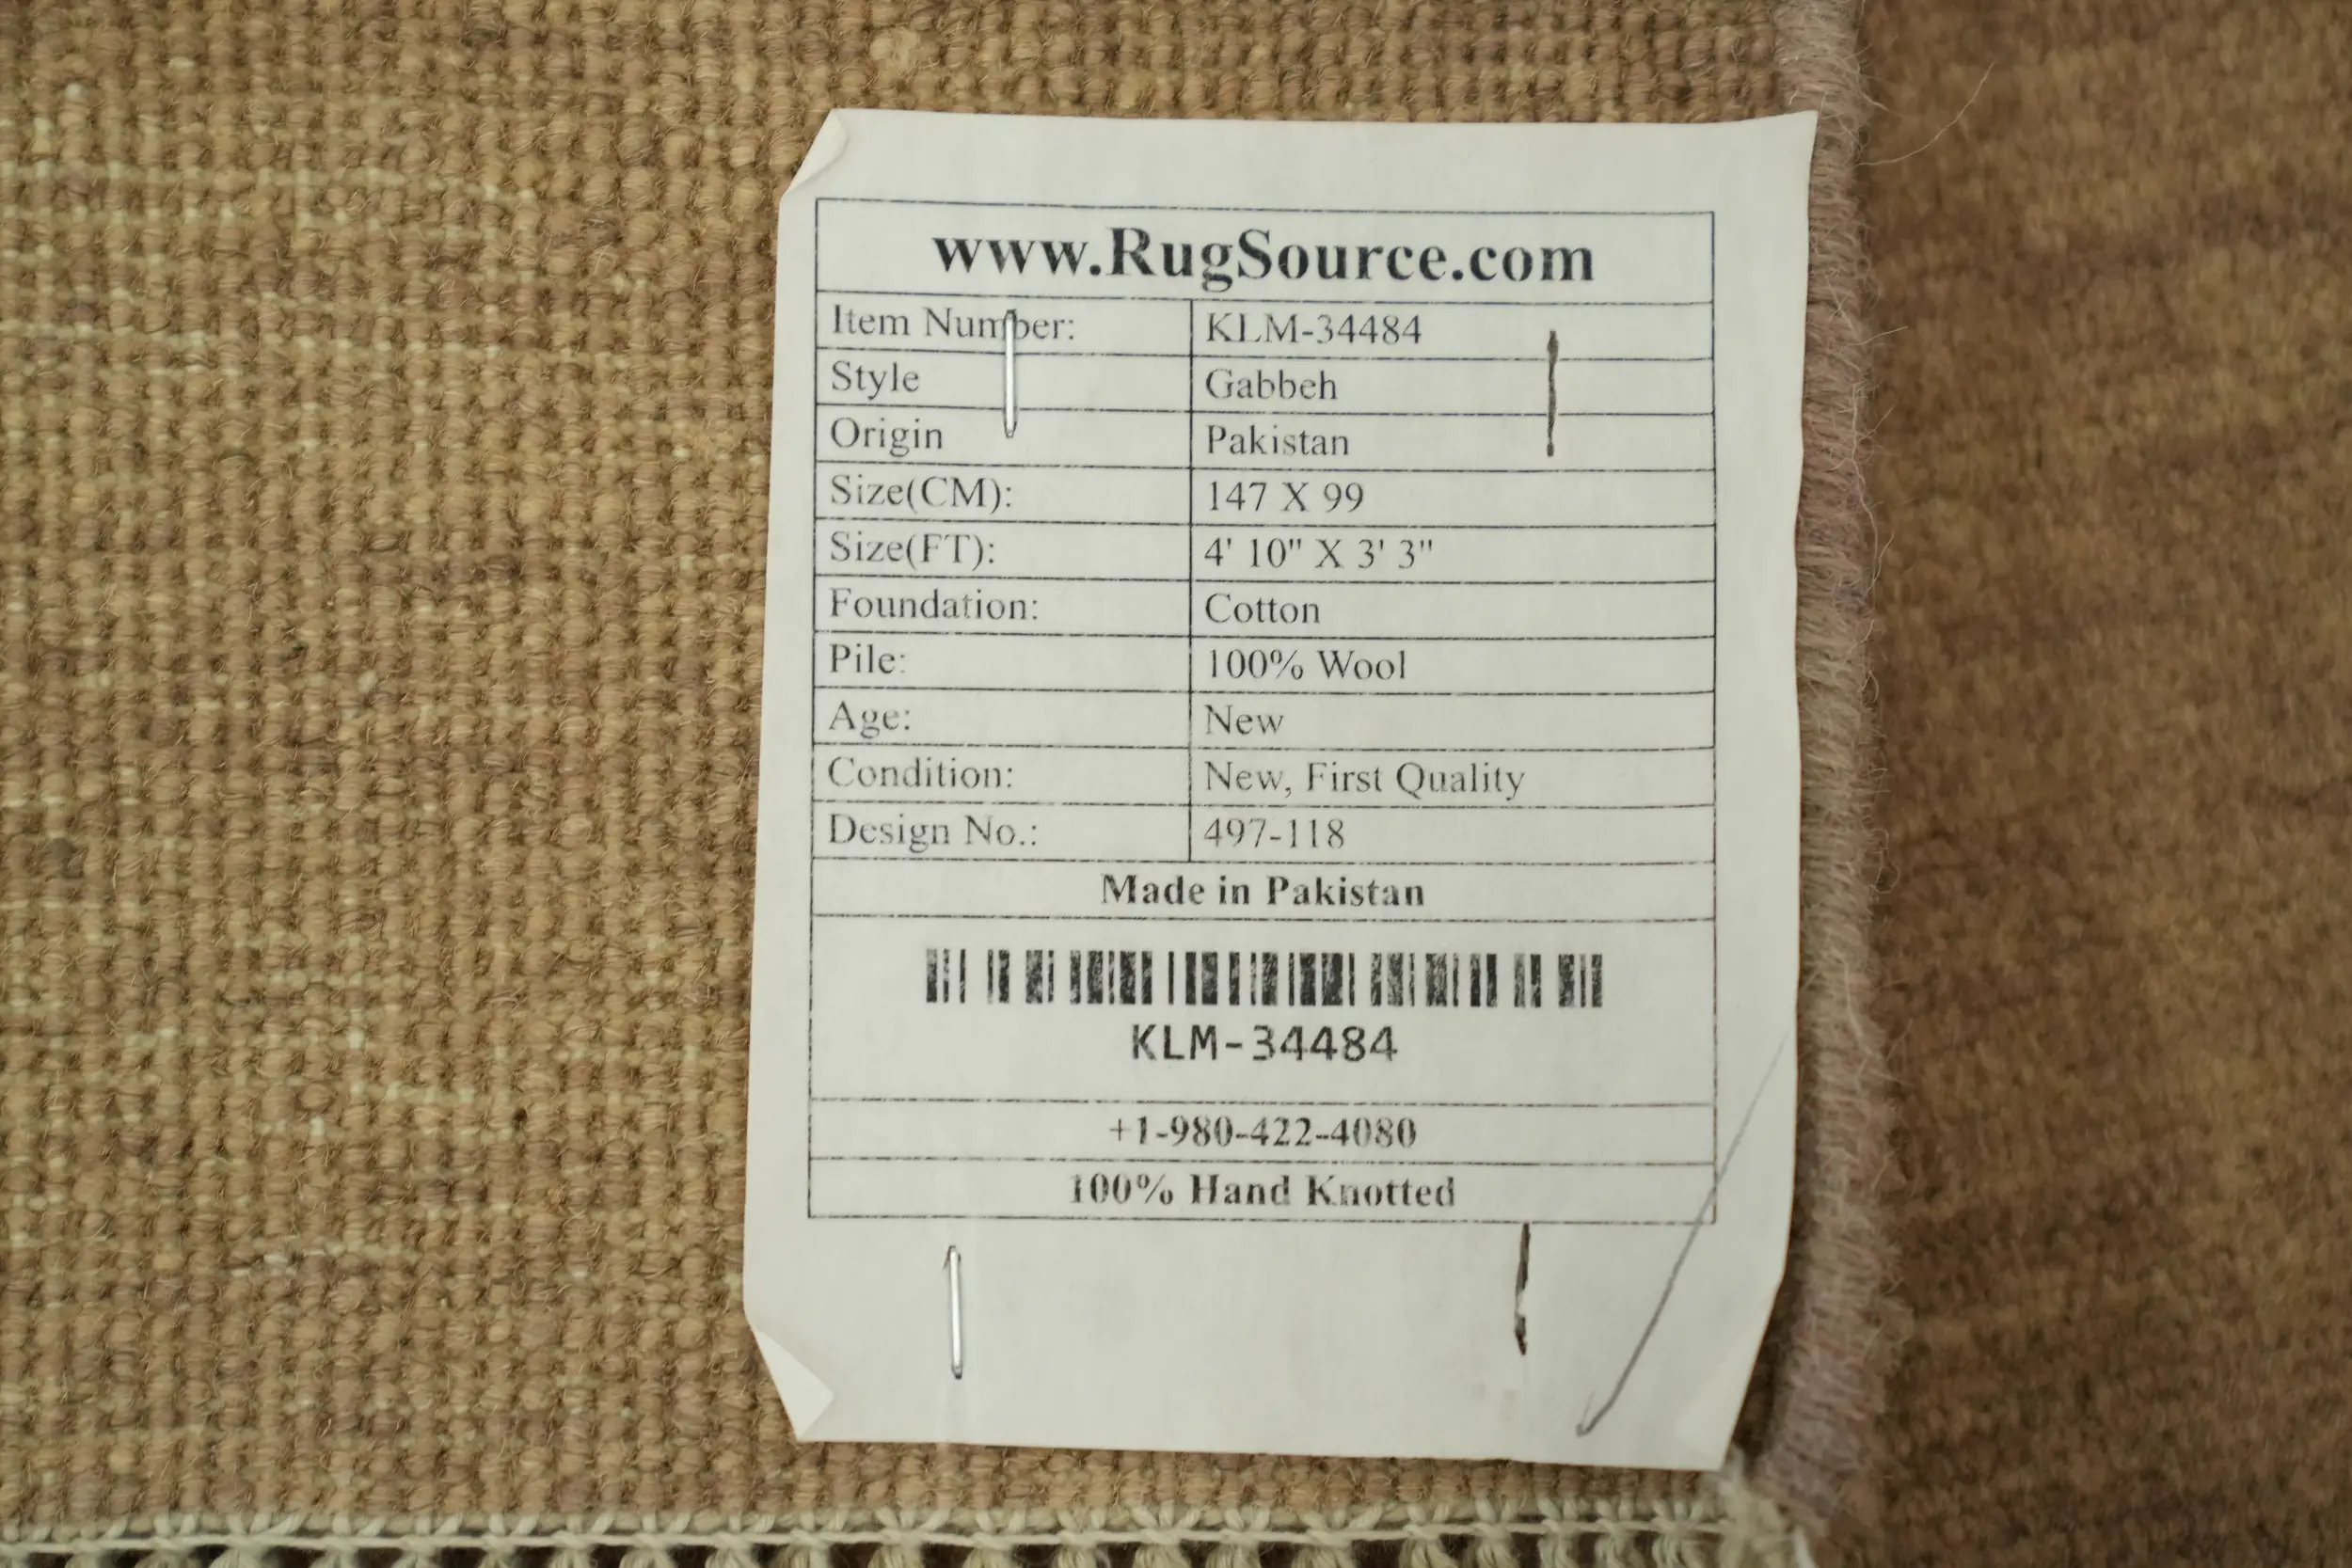 www.RugSource.com
Item Number: KLM-34484
Style Gabbeh
Origin Pakistan
Size(CM): 147 X 99
Size(FT): 4' 10" X 3' 3"
Foundation: Cotton
Pile: 100% Wool
Age: New
Condition: New, First Quality
Design No.: 497-118
Made in Pakistan
KLM-34484
+1-980-422-4080
100% Hand Knotted